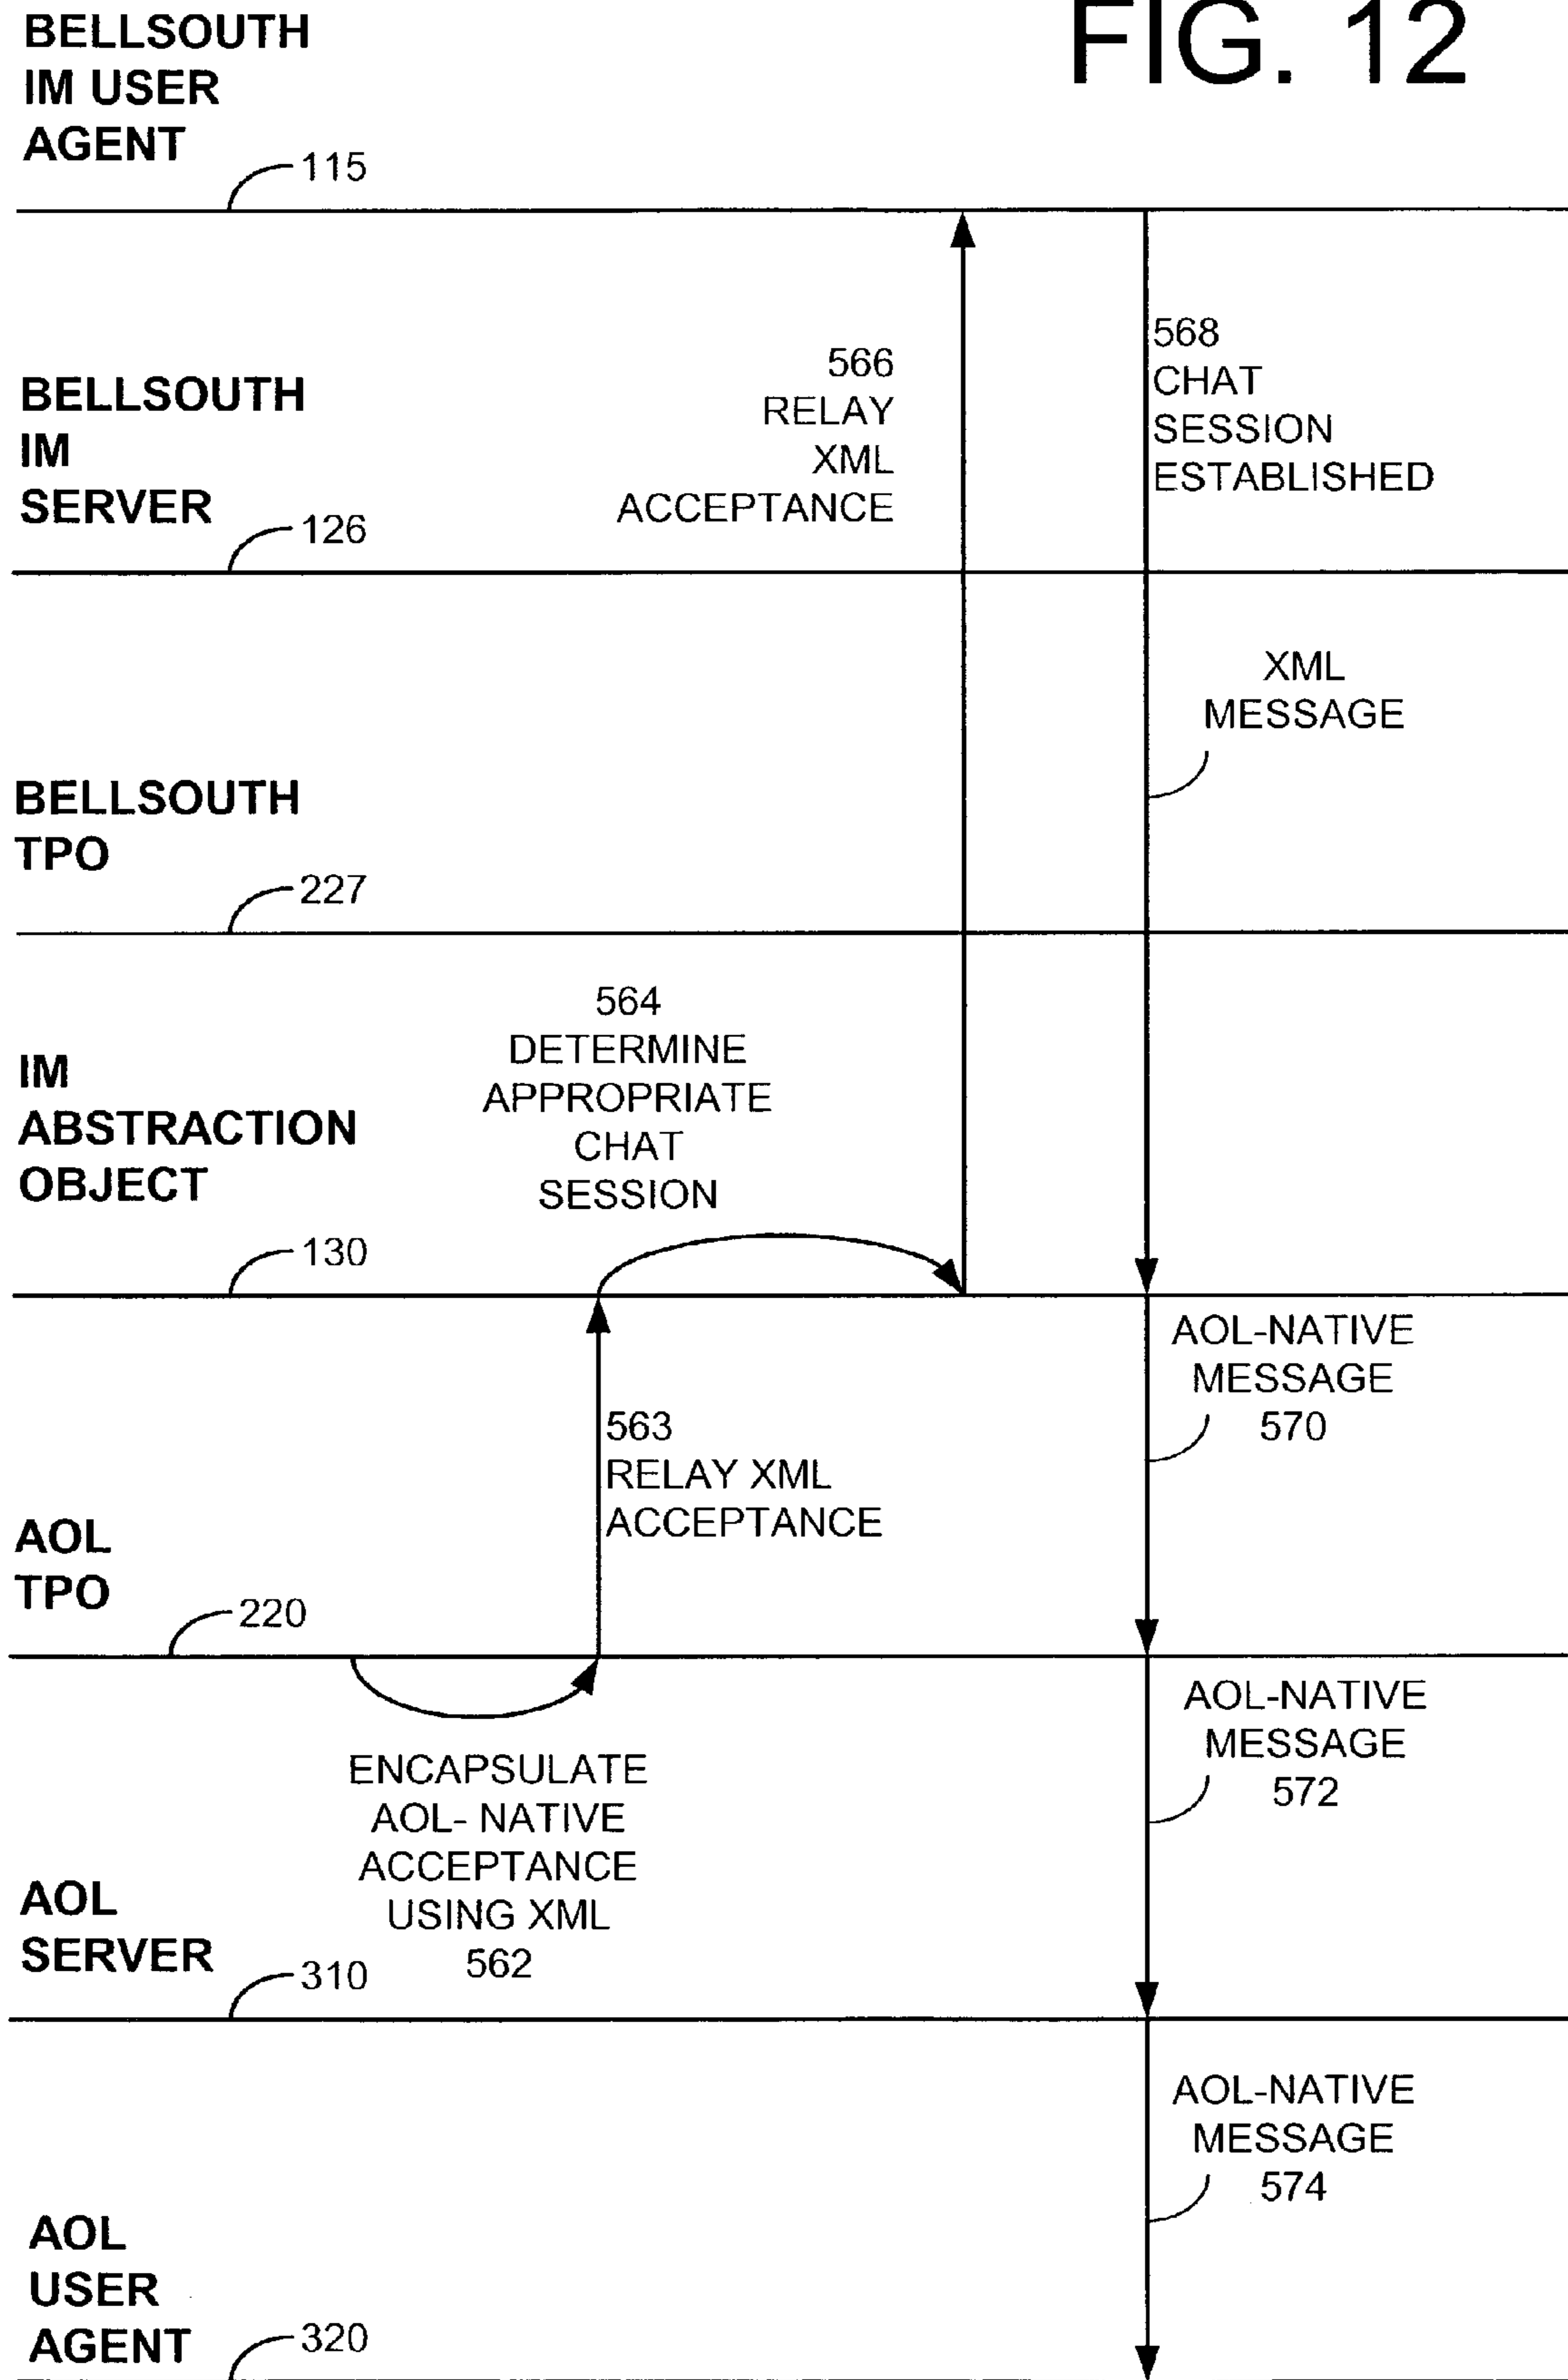 FIG. 12
BELLSOUTH
IM USER
AGENT
115
BELLSOUTH
IM
SERVER
126
566
RELAY
XML
ACCEPTANCE
568
CHAT
SESSION
ESTABLISHED
BELLSOUTH
TPO
227
XML
MESSAGE
IM
ABSTRACTION
OBJECT
130
564
DETERMINE
APPROPRIATE
CHAT
SESSION
AOL
TPO
220
563
RELAY XML
ACCEPTANCE
AOL-NATIVE
MESSAGE
570
AOL
SERVER
310
ENCAPSULATE
AOL- NATIVE
ACCEPTANCE
USING XML
562
AOL-NATIVE
MESSAGE
572
AOL
USER
AGENT
320
AOL-NATIVE
MESSAGE
574